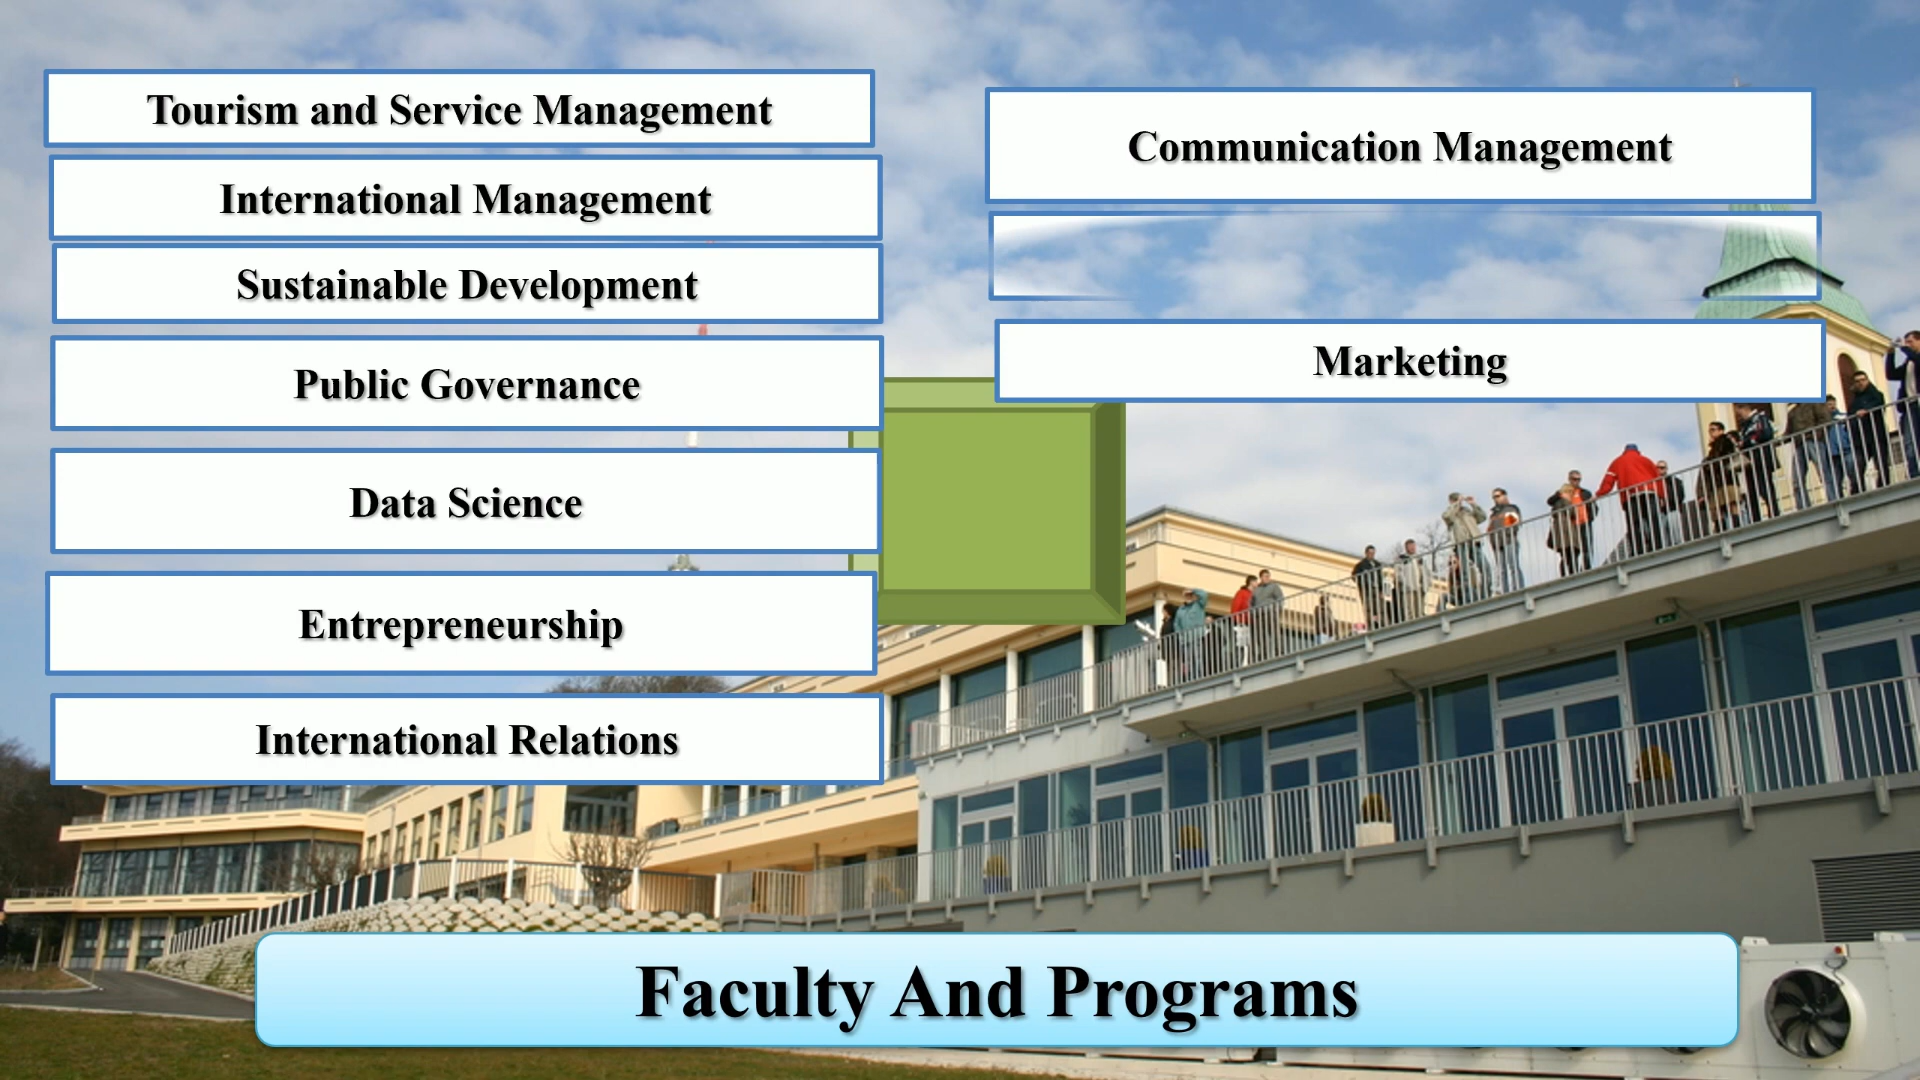 Tourism and Service Management
International Management
Sustainable Development
Public Governance
Data Science
Entrepreneurship
International Relations
Communication Management
Marketing
Faculty And Programs